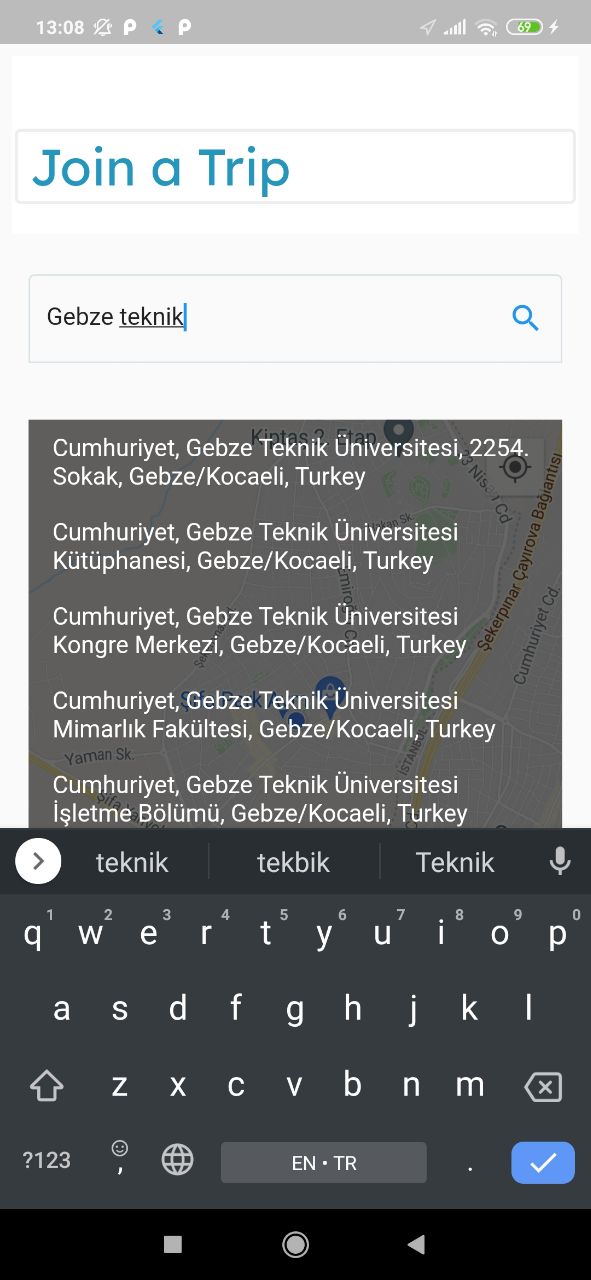 13:08
69
Join a Trip
Gebze teknik
Kiptaş 2. Etap
Cumhuriyet, Gebze Teknik Üniversitesi, 2254.
Sokak, Gebze/Kocaeli, Turkey
23 Nisan Cd
Cumhuriyet, Gebze Teknik Üniversitesi
Kütüphanesi, Gebze/Kocaeli, Turkey
Şekerpınar Çayırova Bağlantısı
Cumhuriyet Cd.
Cumhuriyet, Gebze Teknik Üniversitesi
Kongre Merkezi, Gebze/Kocaeli, Turkey
Cumhuriyet, Gebze Teknik Üniversitesi
Mimarlık Fakültesi, Gebze/Kocaeli, Turkey
Yaman Sk.
İSTANBUL
Cumhuriyet, Gebze Teknik Üniversitesi
İşletme Bölümü, Gebze/Kocaeli, Turkey
teknik tekbik Teknik
1 2 3 4 5 6 7 8 9 0
q w e r t y u i o p
a s d f g h j k l
z x c v b n m
?123 , EN • TR .